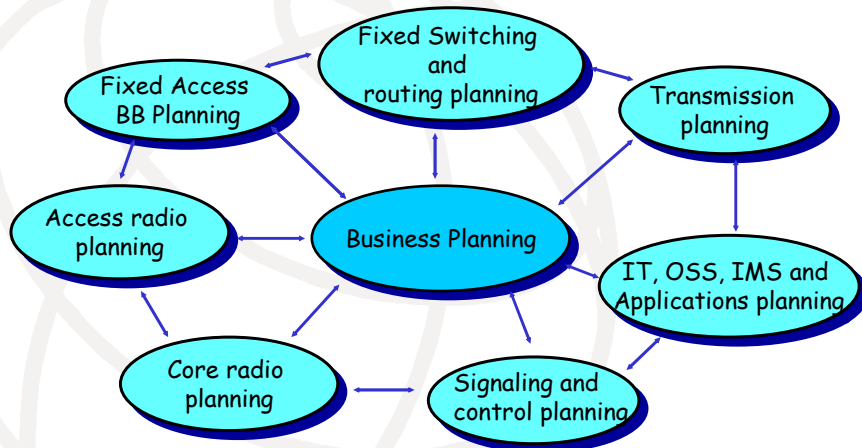 Fixed Switching
and
routing planning
Fixed Access
BB Planning
Transmission
planning
Access radio
planning
Business Planning
IT, OSS, IMS and
Applications planning
Core radio
planning
Signaling and
control planning